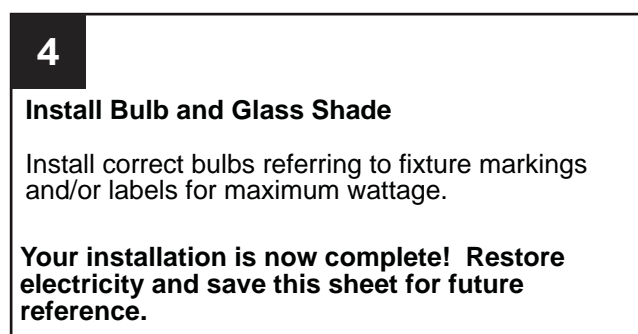 4
Install Bulb and Glass Shade
Install correct bulbs referring to fixture markings
and/or labels for maximum wattage.
Your installation is now complete!  Restore
electricity and save this sheet for future
reference.